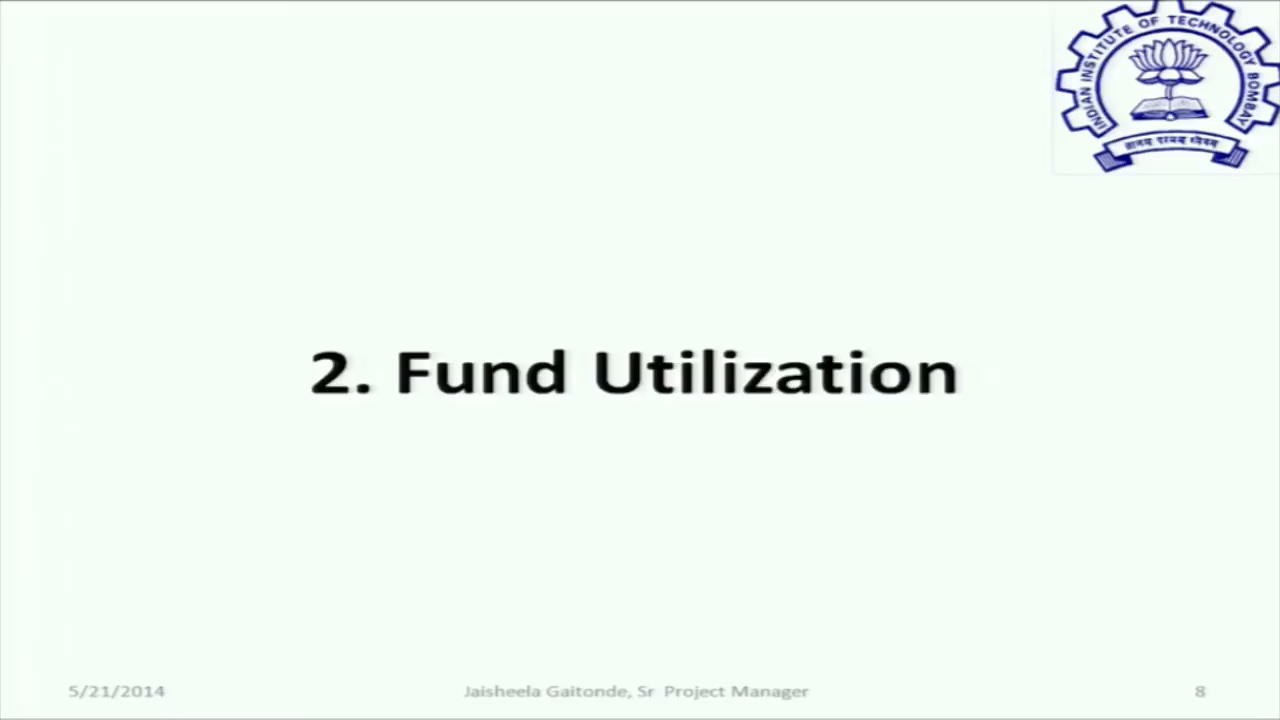 INDIAN INSTITUTE OF TECHNOLOGY BOMBAY
2. Fund Utilization
5/21/2014
Jaisheela Gaitonde, Sr Project Manager
8